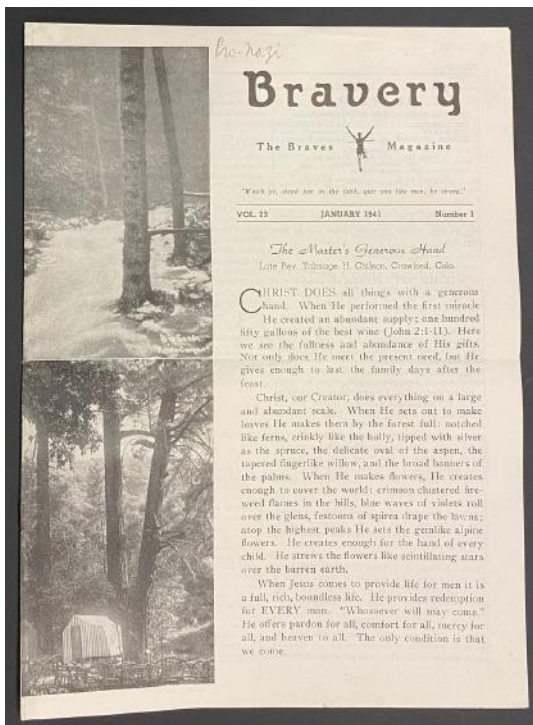 Pro-Nazi
Bravery
The Braves Magazine
"Watch ye, stand fast in the faith, quit you like men, be strong."
VOL. 23 JANUARY 1941 Number 1
The Master's Generous Hand
Late Rev. Talmage H. Chilson, Crawford, Colo.
CHRIST DOES all things with a generous
hand. When He performed the first miracle
He created an abundant supply; one hundred
fifty gallons of the best wine (John 2:1-11). Here
we see the fullness and abundance of His gifts.
Not only does He meet the present need, but He
gives enough to last the family days after the
feast.
Christ, our Creator, does everything on a large
and abundant scale. When He sets out to make
leaves He makes them by the forest full: notched
like ferns, crinkly like the holly, tipped with silver
as the spruce, the delicate oval of the aspen, the
tapered fingerlike willow, and the broad banners of
the palms. When He makes flowers, He creates
enough to cover the world: crimson clustered fire-
weed flames in the hills, blue waves of violets roll
over the glens, festoons of spirea drape the lawns;
atop the highest peaks He sets the gemlike alpine
flowers. He creates enough for the hand of every
child. He strews the flowers like scintillating stars
over the barren earth.
When Jesus comes to provide life for men it is
a full, rich, boundless life. He provides redemption
for EVERY man. "Whosoever will may come."
He offers pardon for all, comfort for all, mercy for
all, and heaven to all. The only condition is that
we come.